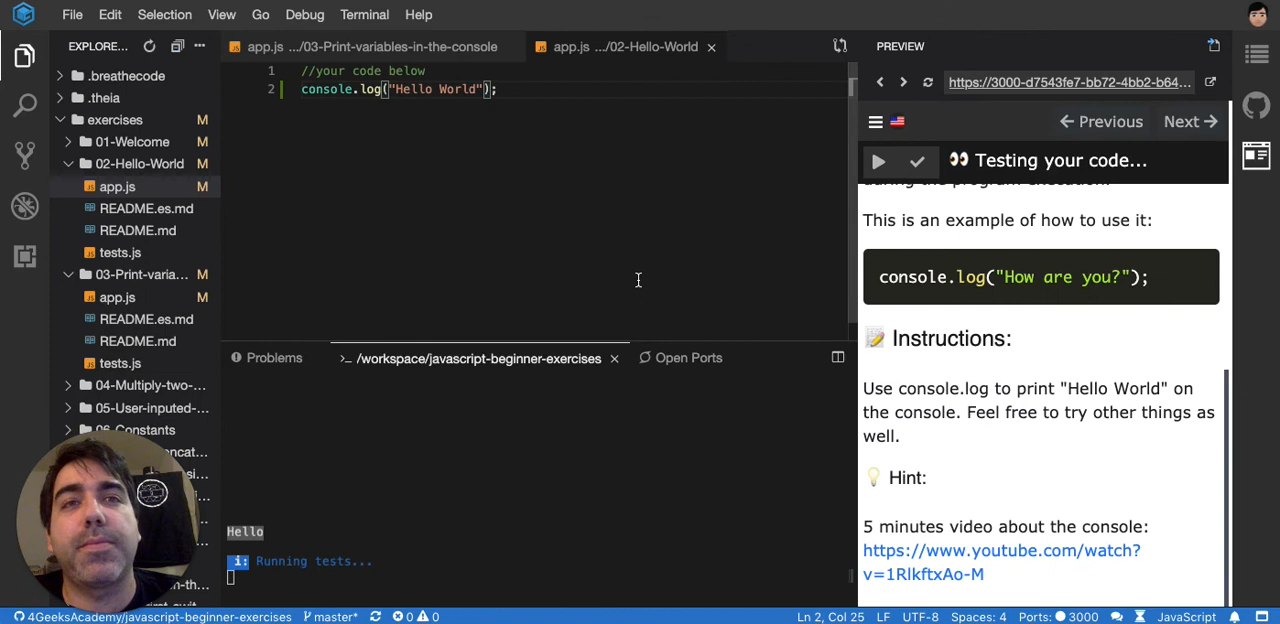 File Edit Selection View Go Debug Terminal Help
EXPLORE...
.breathecode
.theia
exercises M
01-Welcome M
02-Hello-World M
app.js M
README.es.md
README.md
tests.js
03-Print-varia... M
app.js M
README.es.md
README.md
tests.js
04-Multiply-two-...
05-User-inputed-...
06-Constants
app.js .../03-Print-variables-in-the-console
app.js .../02-Hello-World
1 //your code below
2 console.log("Hello World");
Problems
/workspace/javascript-beginner-exercises
Open Ports
Hello
i: Running tests...
PREVIEW
https://3000-d7543fe7-bb72-4bb2-b64...
Previous Next
Testing your code...
during the program execution.
This is an example of how to use it:
console.log("How are you?");
Instructions:
Use console.log to print "Hello World" on
the console. Feel free to try other things as
well.
Hint:
5 minutes video about the console:
https://www.youtube.com/watch?
v=1RlkftxAo-M
4GeeksAcademy/javascript-beginner-exercises master* 0 0 Ln 2, Col 25 LF UTF-8 Spaces: 4 Ports: 3000 JavaScript